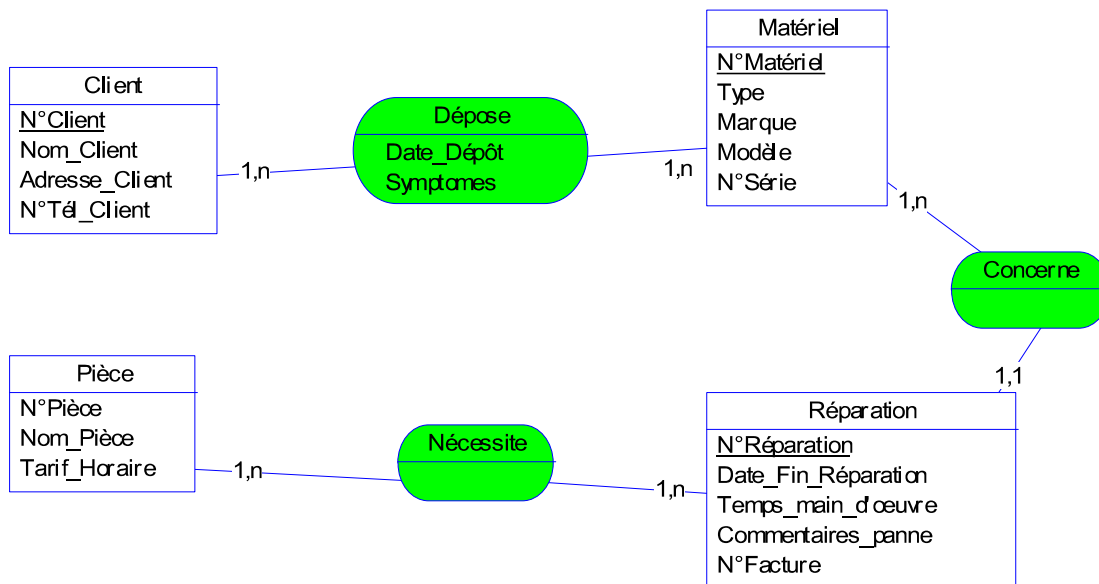 Client
N°Client
Nom_Client
Adresse_Client
N°Tél_Client
1,n
Dépose
Date_Dépôt
Symptomes
1,n
Matériel
N°Matériel
Type
Marque
Modèle
N°Série
1,n
Concerne
1,1
Pièce
N°Pièce
Nom_Pièce
Tarif_Horaire
1,n
Nécessite
1,n
Réparation
N°Réparation
Date_Fin_Réparation
Temps_main_d'œuvre
Commentaires_panne
N°Facture